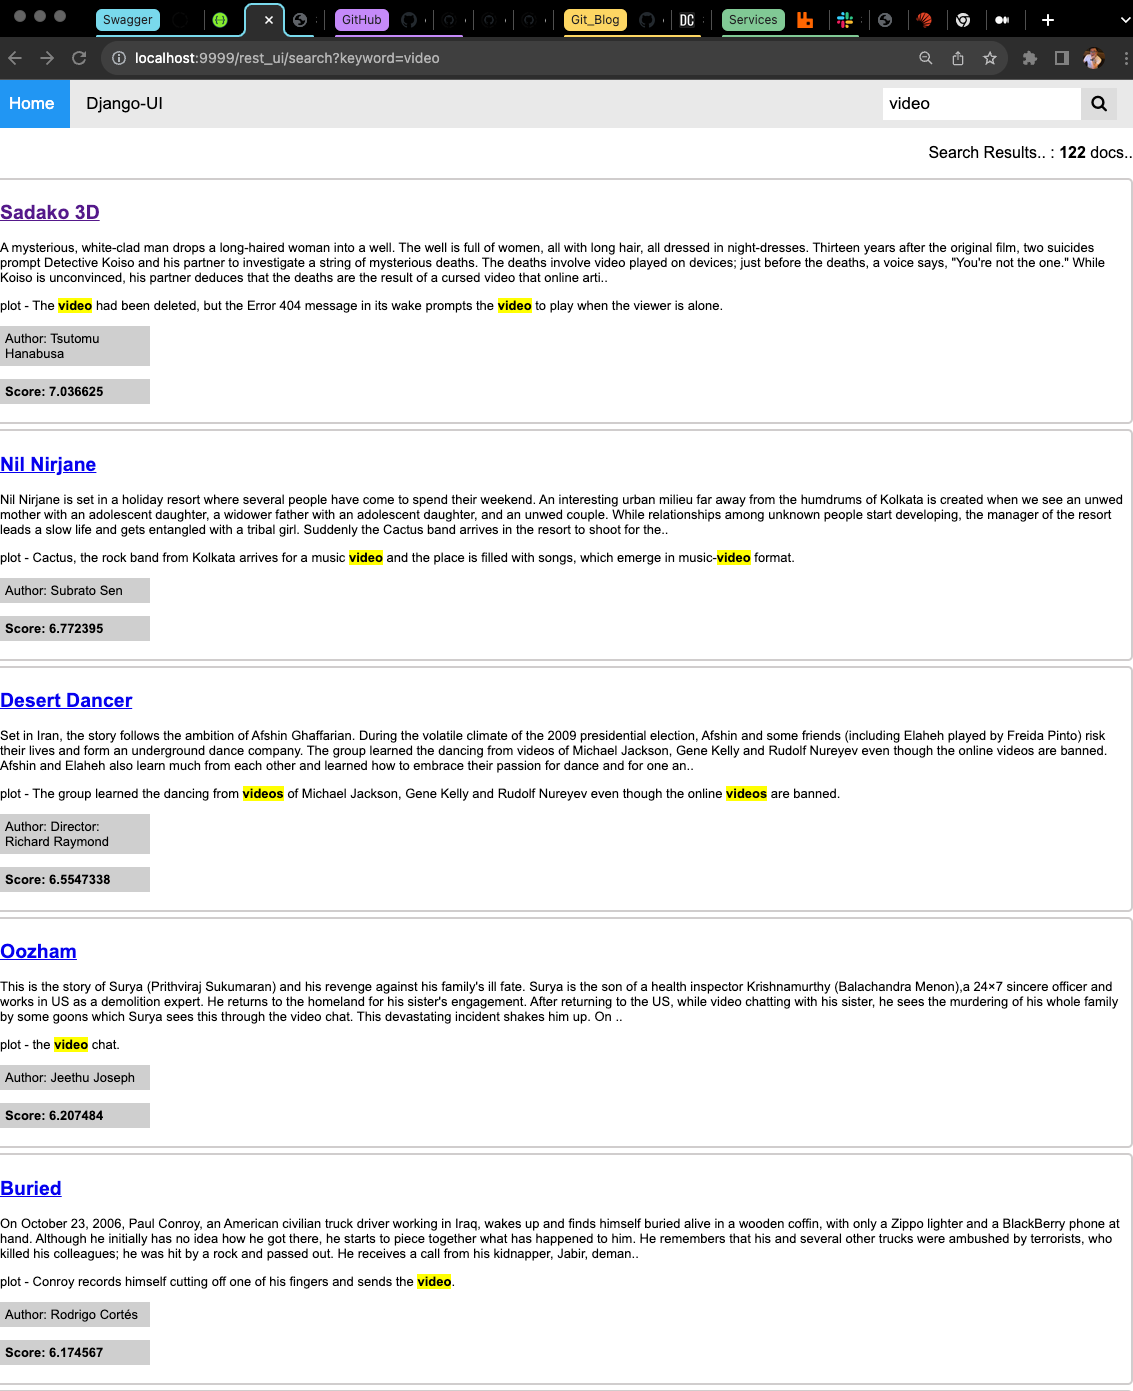 Swagger
GitHub
Git_Blog
DC
Services
localhost:9999/rest_ui/search?keyword=video
Home
Django-UI
video
Search Results.. : 122 docs..
Sadako 3D
A mysterious, white-clad man drops a long-haired woman into a well. The well is full of women, all with long hair, all dressed in night-dresses. Thirteen years after the original film, two suicides
prompt Detective Koiso and his partner to investigate a string of mysterious deaths. The deaths involve video played on devices; just before the deaths, a voice says, "You're not the one." While
Koiso is unconvinced, his partner deduces that the deaths are the result of a cursed video that online arti..
plot - The video had been deleted, but the Error 404 message in its wake prompts the video to play when the viewer is alone.
Author: Tsutomu
Hanabusa
Score: 7.036625
Nil Nirjane
Nil Nirjane is set in a holiday resort where several people have come to spend their weekend. An interesting urban milieu far away from the humdrums of Kolkata is created when we see an unwed
mother with an adolescent daughter, a widower father with an adolescent daughter, and an unwed couple. While relationships among unknown people start developing, the manager of the resort
leads a slow life and gets entangled with a tribal girl. Suddenly the Cactus band arrives in the resort to shoot for the..
plot - Cactus, the rock band from Kolkata arrives for a music video and the place is filled with songs, which emerge in music-video format.
Author: Subrato Sen
Score: 6.772395
Desert Dancer
Set in Iran, the story follows the ambition of Afshin Ghaffarian. During the volatile climate of the 2009 presidential election, Afshin and some friends (including Elaheh played by Freida Pinto) risk
their lives and form an underground dance company. The group learned the dancing from videos of Michael Jackson, Gene Kelly and Rudolf Nureyev even though the online videos are banned.
Afshin and Elaheh also learn much from each other and learned how to embrace their passion for dance and for one an..
plot - The group learned the dancing from videos of Michael Jackson, Gene Kelly and Rudolf Nureyev even though the online videos are banned.
Author: Director:
Richard Raymond
Score: 6.5547338
Oozham
This is the story of Surya (Prithviraj Sukumaran) and his revenge against his family's ill fate. Surya is the son of a health inspector Krishnamurthy (Balachandra Menon),a 24×7 sincere officer and
works in US as a demolition expert. He returns to the homeland for his sister's engagement. After returning to the US, while video chatting with his sister, he sees the murdering of his whole family
by some goons which Surya sees this through the video chat. This devastating incident shakes him up. On ..
plot - the video chat.
Author: Jeethu Joseph
Score: 6.207484
Buried
On October 23, 2006, Paul Conroy, an American civilian truck driver working in Iraq, wakes up and finds himself buried alive in a wooden coffin, with only a Zippo lighter and a BlackBerry phone at
hand. Although he initially has no idea how he got there, he starts to piece together what has happened to him. He remembers that his and several other trucks were ambushed by terrorists, who
killed his colleagues; he was hit by a rock and passed out. He receives a call from his kidnapper, Jabir, deman..
plot - Conroy records himself cutting off one of his fingers and sends the video.
Author: Rodrigo Cortés
Score: 6.174567